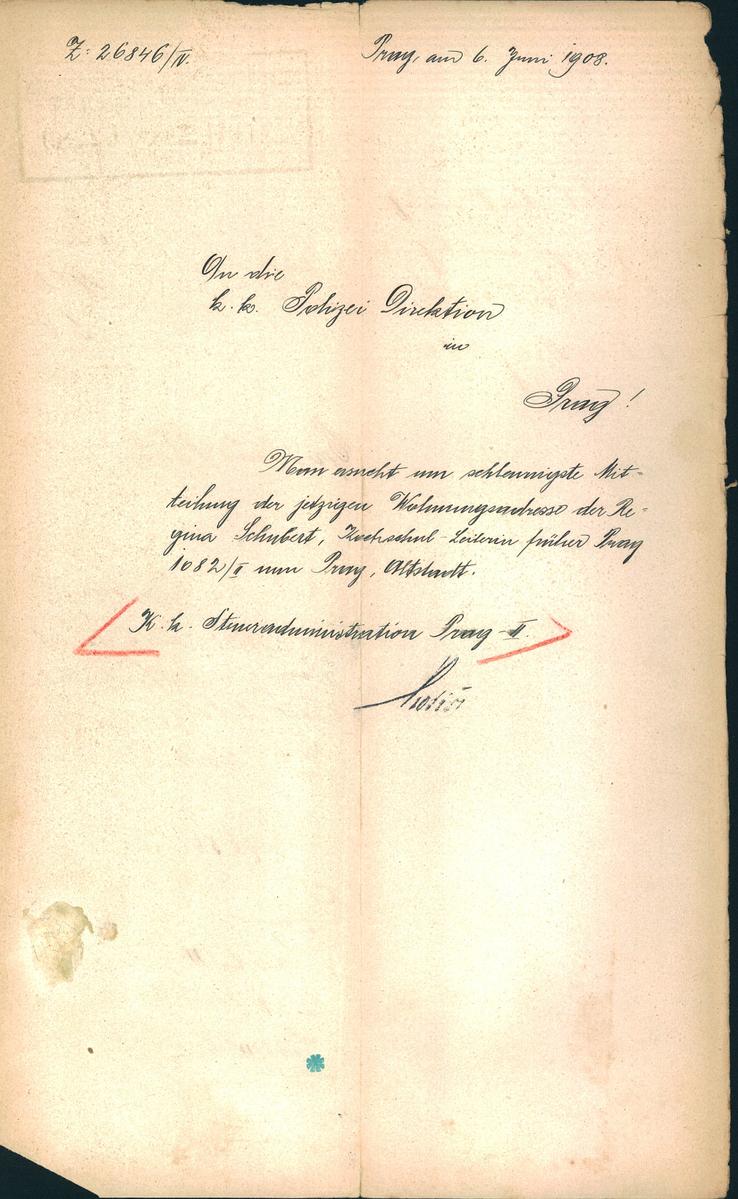 Z: 26846/IV.
Prag, am 6. Juni 1908.
An die
k. k. Polizei Direktion
in
Prag!
Man ersucht um schleunigste Mit-
teilung der jetzigen Wohnungsadresse der Re-
gina Schubert, Kochschul-Leiterin früher Prag
1082/II nun Prag, Altstadt.
K. k. Steueradministration Prag-II.